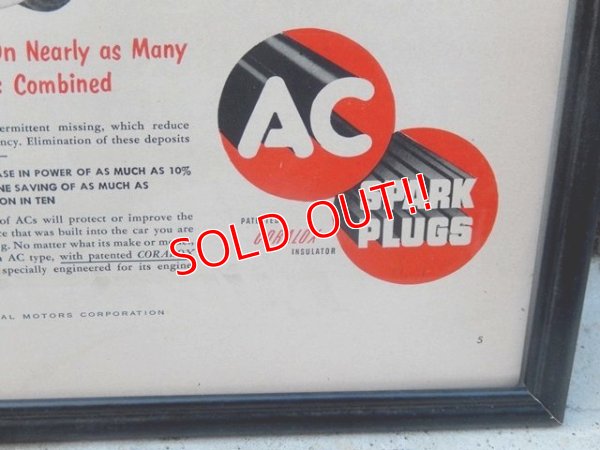 On Nearly as Many
Combined
ermittent missing, which reduce
ncy. Elimination of these deposits
ASE IN POWER OF AS MUCH AS 10%
NE SAVING OF AS MUCH AS
ON IN TEN
of ACs will protect or improve the
ce that was built into the car you are
g. No matter what its make or model,
AC type, with patented CORALOX
specially engineered for its engine
AL MOTORS CORPORATION
AC
SPARK
PLUGS
PATENTED
CORALOX
INSULATOR
SOLD OUT!!
5